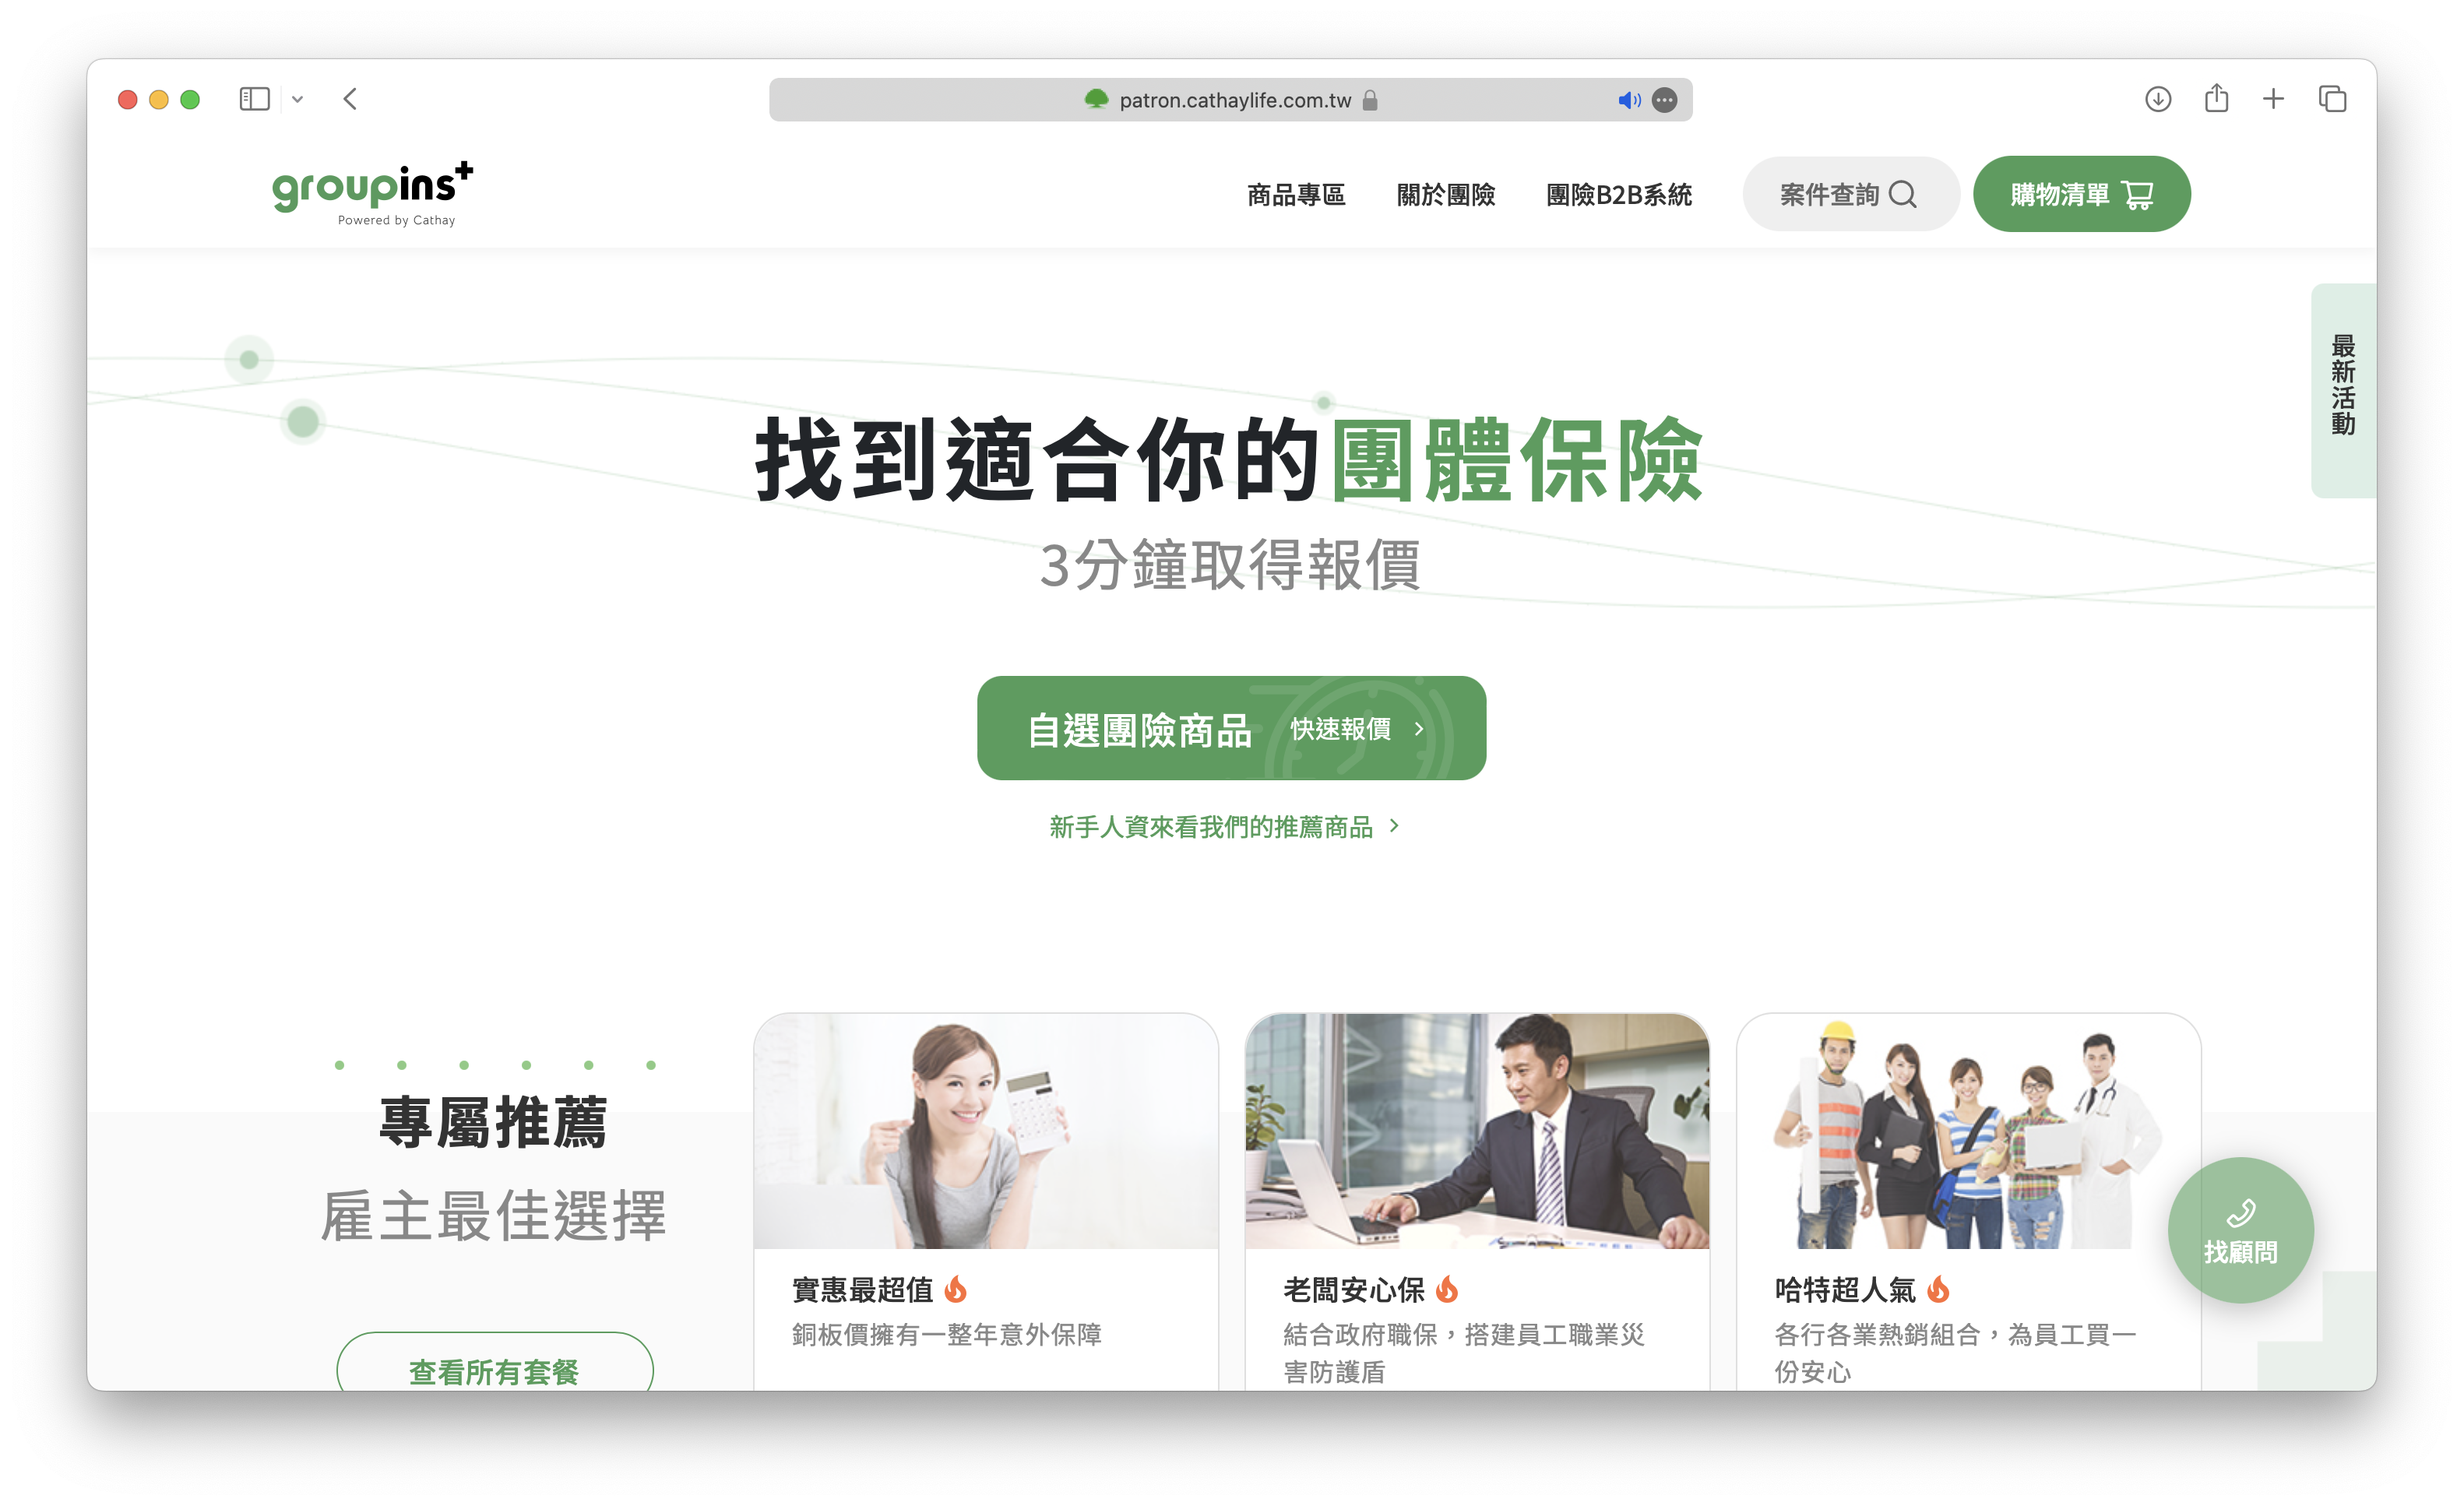 patron.cathaylife.com.tw
groupins+
Powered by Cathay
商品專區
關於團險
團險B2B系統
案件查詢
購物清單
最新活動
找到適合你的團體保險
3分鐘取得報價
自選團險商品 快速報價
新手人資來看我們的推薦商品
專屬推薦
雇主最佳選擇
查看所有套餐
實惠最超值
銅板價擁有一整年意外保障
老闆安心保
結合政府職保，搭建員工職業災
害防護盾
哈特超人氣
各行各業熱銷組合，為員工買一
份安心
找顧問